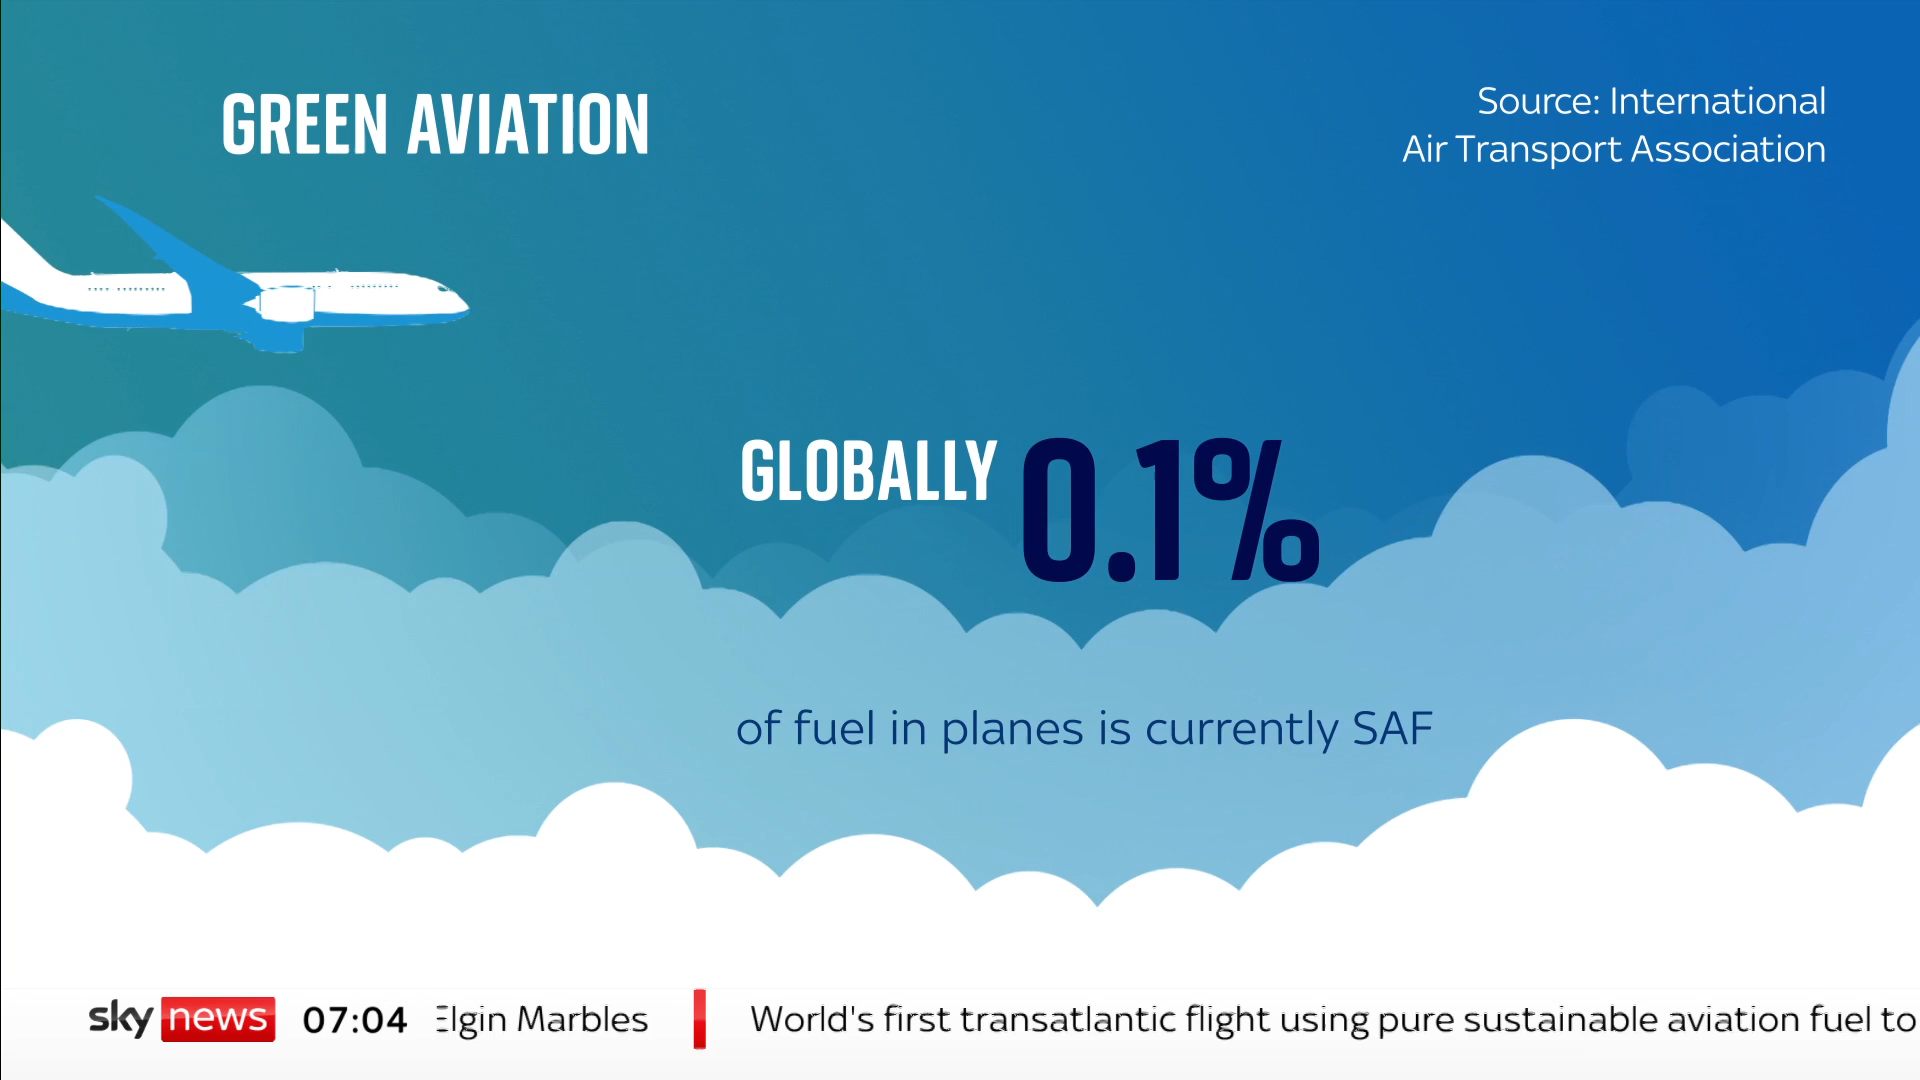 GREEN AVIATION
Source: International
Air Transport Association
GLOBALLY 0.1%
of fuel in planes is currently SAF
sky news 07:04 Elgin Marbles World's first transatlantic flight using pure sustainable aviation fuel to